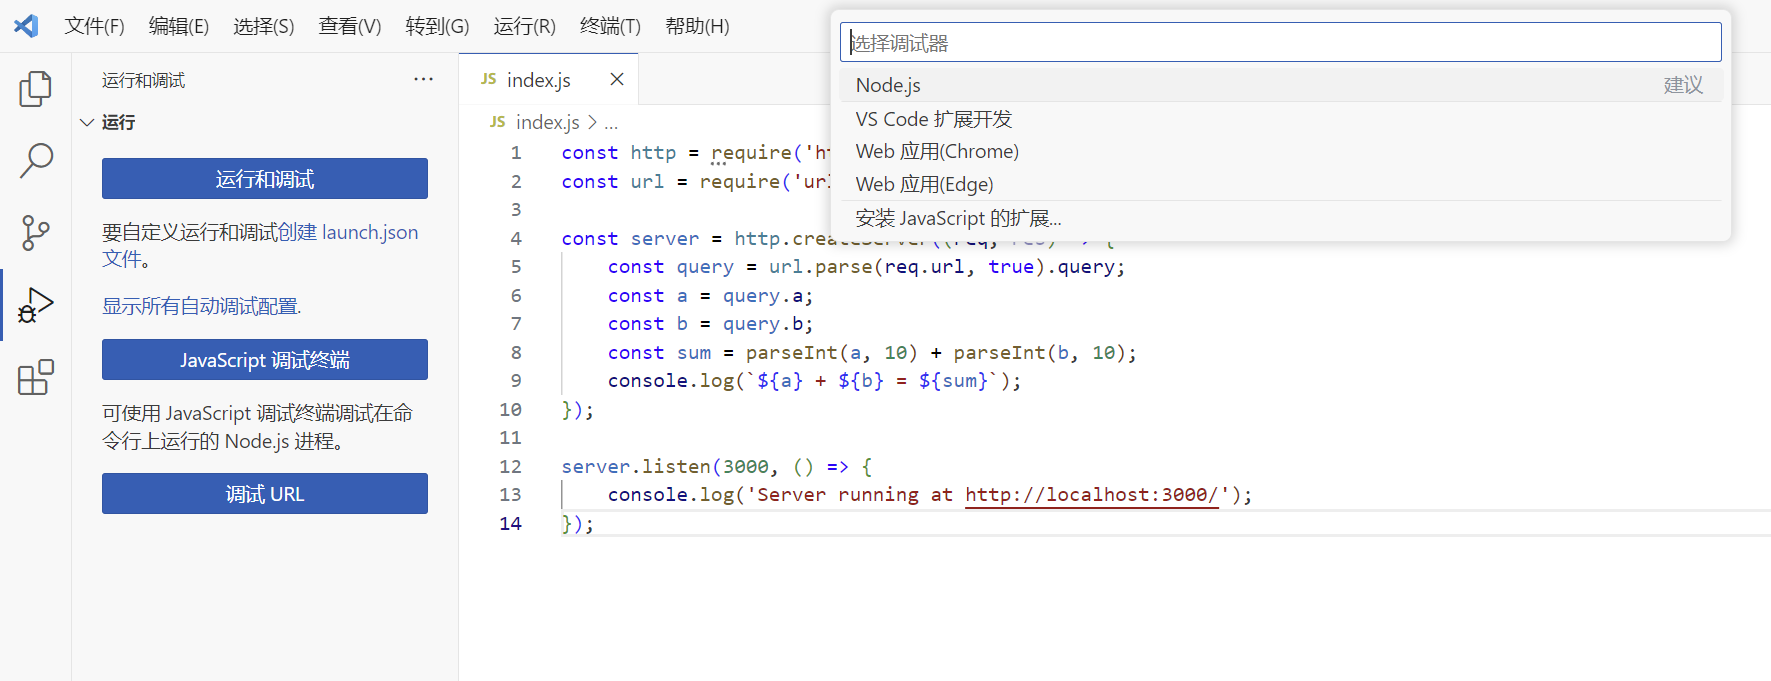 文件(F) 编辑(E) 选择(S) 查看(V) 转到(G) 运行(R) 终端(T) 帮助(H)
运行和调试 ...
运行
运行和调试
要自定义运行和调试创建 launch.json
文件。
显示所有自动调试配置.
JavaScript 调试终端
可使用 JavaScript 调试终端调试在命
令行上运行的 Node.js 进程。
调试 URL
JS index.js
JS index.js > ...
选择调试器
Node.js 建议
VS Code 扩展开发
Web 应用(Chrome)
Web 应用(Edge)
安装 JavaScript 的扩展...
1 const http = require('ht
2 const url = require('url
3
4 const server = http.createServer((req, res) => {
5 const query = url.parse(req.url, true).query;
6 const a = query.a;
7 const b = query.b;
8 const sum = parseInt(a, 10) + parseInt(b, 10);
9 console.log(`${a} + ${b} = ${sum}`);
10 });
11
12 server.listen(3000, () => {
13 console.log('Server running at http://localhost:3000/');
14 });